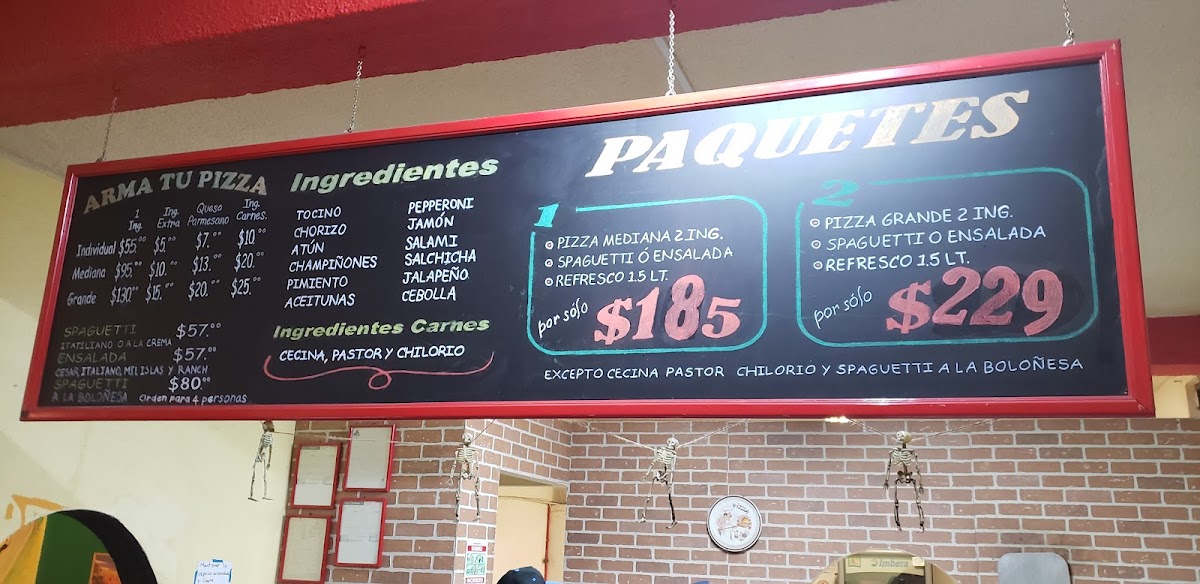 ARMA TU PIZZA
1 Ing. Ing. Extra Queso Parmesano Ing. Carnes.
Individual $55.00 $5.00 $7.00 $10.00
Mediana $95.00 $10.00 $13.00 $20.00
Grande $130.00 $15.00 $20.00 $25.00
SPAGUETTI $57.00
ITATILIANO O A LA CREMA
ENSALADA $57.00
CESAR, ITALIANO, MIL ISLAS Y RANCH
SPAGUETTI $80.00
A LA BOLOÑESA Orden para 4 personas
Ingredientes
TOCINO
CHORIZO
ATÚN
CHAMPIÑONES
PIMIENTO
ACEITUNAS
PEPPERONI
JAMÓN
SALAMI
SALCHICHA
JALAPEÑO
CEBOLLA
Ingredientes Carnes
CECINA, PASTOR Y CHILORIO
PAQUETES
1
PIZZA MEDIANA 2 ING.
SPAGUETTI Ó ENSALADA
REFRESCO 1.5 LT.
por sólo $185
2
PIZZA GRANDE 2 ING.
SPAGUETTI O ENSALADA
REFRESCO 1.5 LT.
por sólo $229
EXCEPTO CECINA PASTOR CHILORIO Y SPAGUETTI A LA BOLOÑESA
Imbera